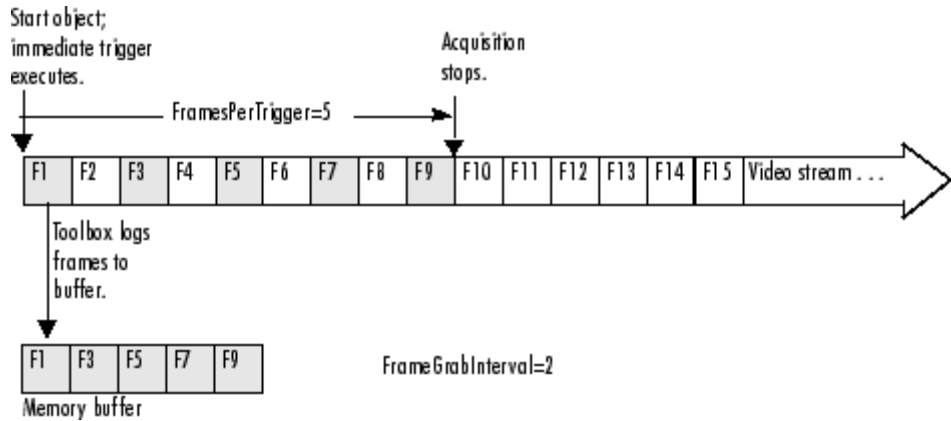 Start object;
immediate trigger
executes.
Acquisition
stops.
FramesPerTrigger=5
F1 F2 F3 F4 F5 F6 F7 F8 F9 F10 F11 F12 F13 F14 F15 Video stream . . .
Toolbox logs
frames to
buffer.
F1 F3 F5 F7 F9
FrameGrabInterval=2
Memory buffer